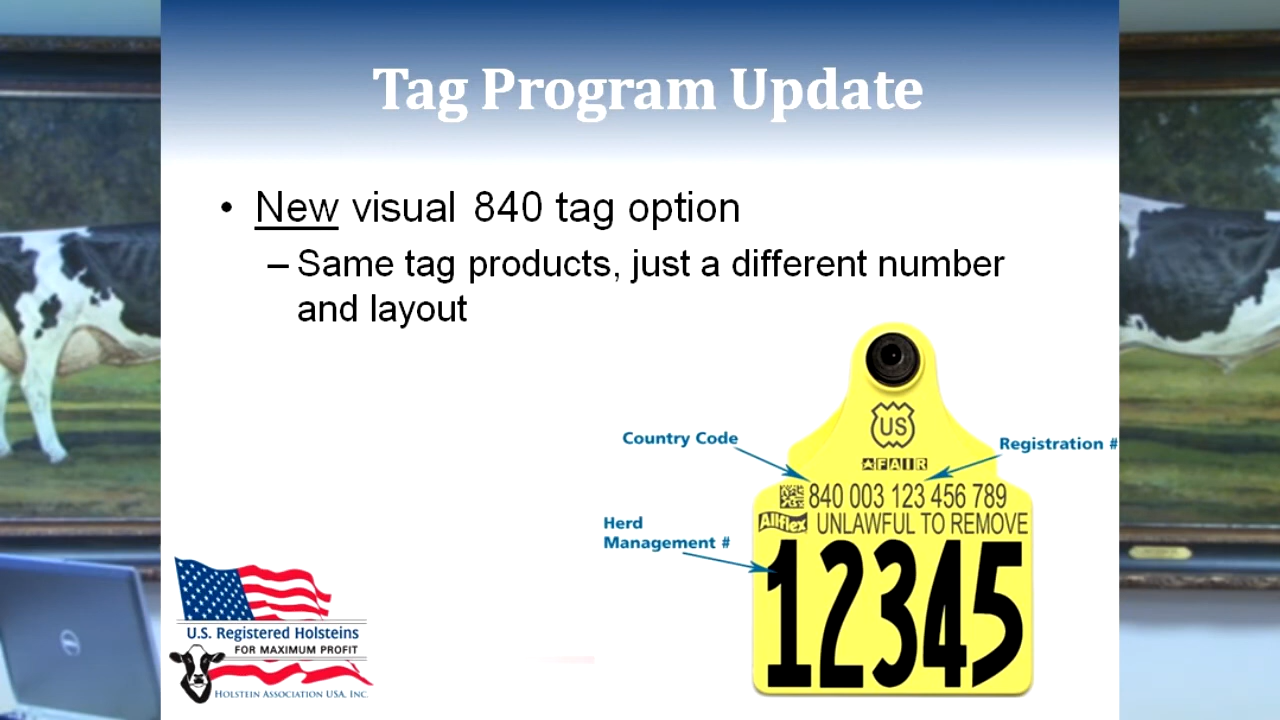 Tag Program Update
• New visual 840 tag option
– Same tag products, just a different number
and layout
US
FAIR
Country Code
Registration #
840 003 123 456 789
Allflex UNLAWFUL TO REMOVE
Herd
Management #
12345
U.S. Registered Holsteins
FOR MAXIMUM PROFIT
HOLSTEIN ASSOCIATION USA, INC.
DELL